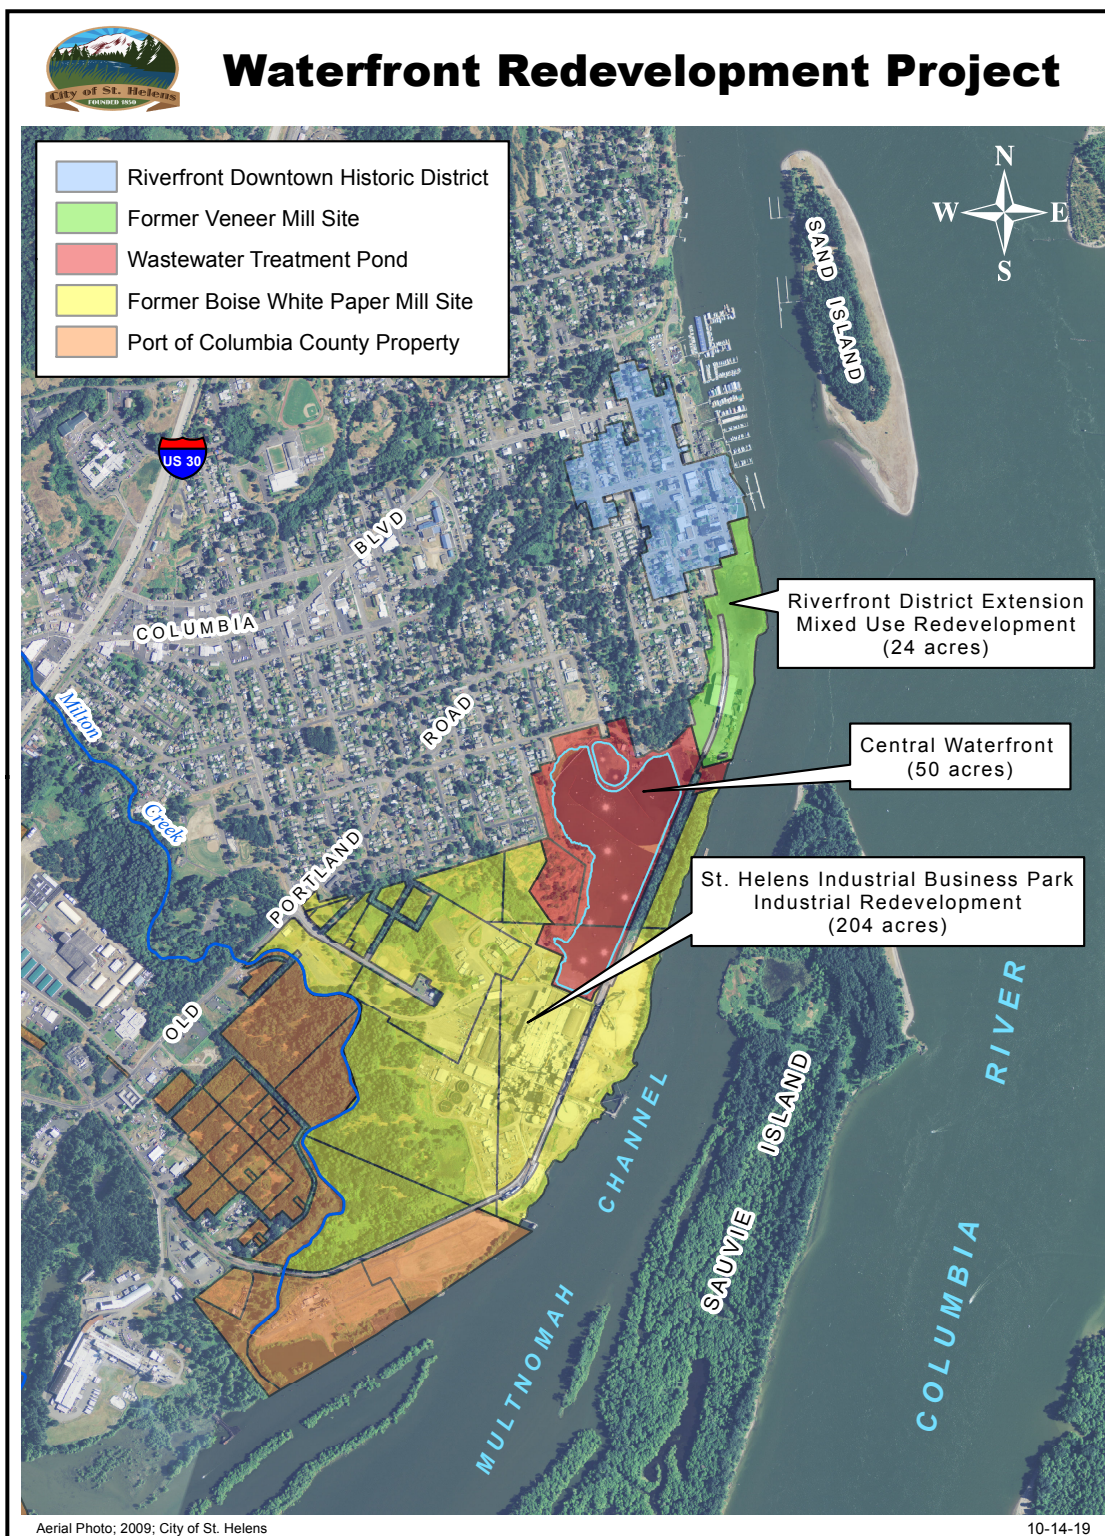 City of St. Helens
FOUNDED 1850
Waterfront Redevelopment Project
Riverfront Downtown Historic District
Former Veneer Mill Site
Wastewater Treatment Pond
Former Boise White Paper Mill Site
Port of Columbia County Property
N
W E
S
SAND ISLAND
US 30
COLUMBIA BLVD
Riverfront District Extension
Mixed Use Redevelopment
(24 acres)
Milton Creek
Central Waterfront
(50 acres)
St. Helens Industrial Business Park
Industrial Redevelopment
(204 acres)
OLD PORTLAND ROAD
MULTNOMAH CHANNEL
SAUVIE ISLAND
COLUMBIA RIVER
Aerial Photo; 2009; City of St. Helens
10-14-19